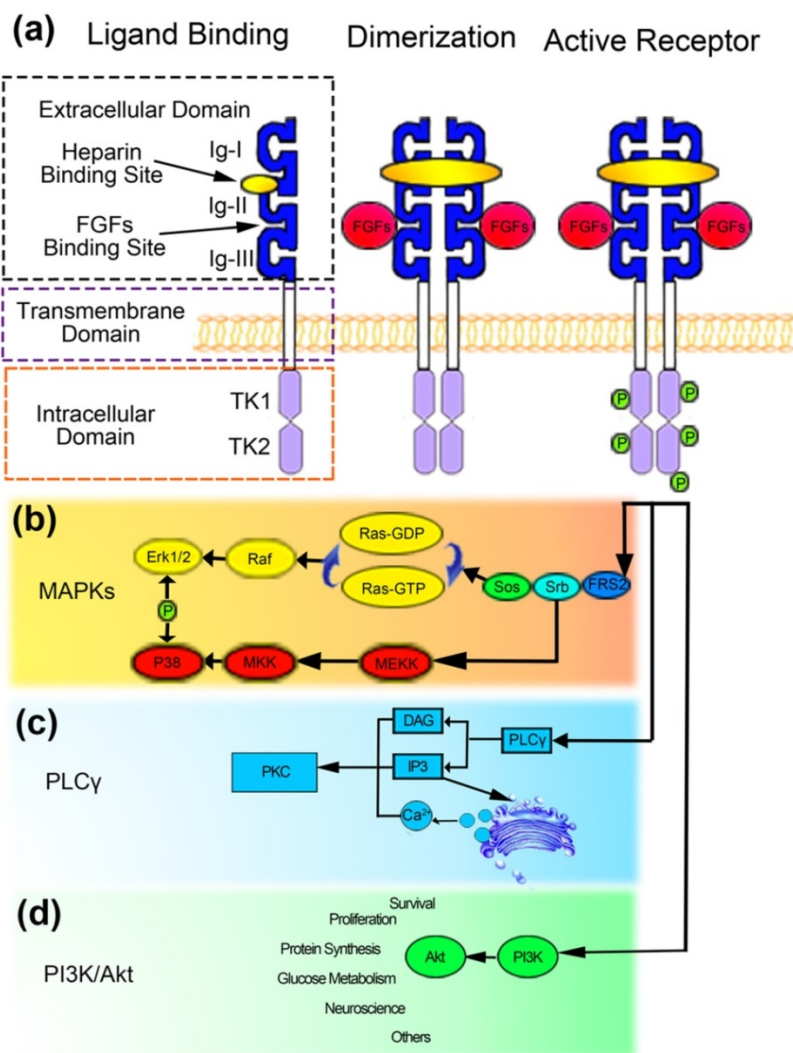 (a) Ligand Binding Dimerization Active Receptor
Extracellular Domain
Ig-I
Heparin
Binding Site
Ig-II
FGFs
Binding Site
Ig-III
FGFs FGFs FGFs FGFs
Transmembrane
Domain
Intracellular
Domain
TK1
TK2
P P
P P
P
(b)
MAPKs
Erk1/2 Raf Ras-GDP
Ras-GTP
Sos Srb FRS2
P
P38 MKK MEKK
(c)
PLCγ
DAG
PLCγ
PKC IP3
Ca2+
(d)
PI3K/Akt
Survival
Proliferation
Protein Synthesis
Glucose Metabolism
Neuroscience
Others
Akt PI3K